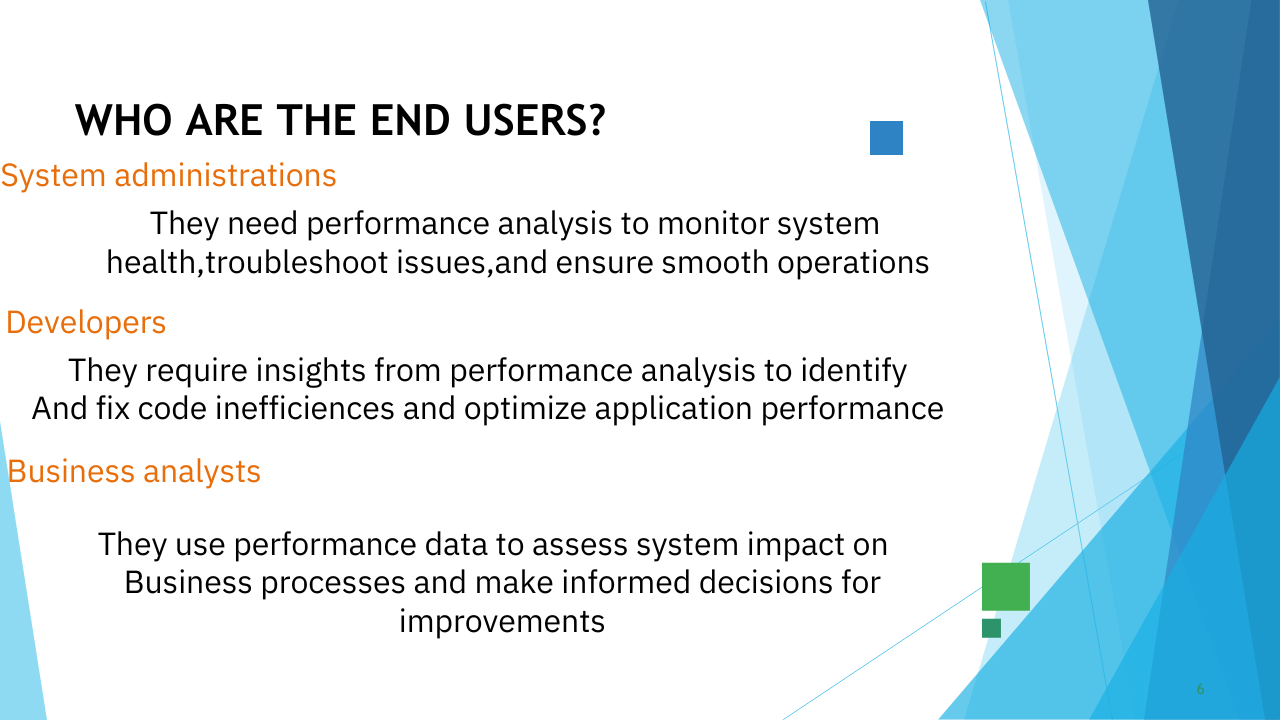 WHO ARE THE END USERS?
System administrations
They need performance analysis to monitor system
health,troubleshoot issues,and ensure smooth operations
Developers
They require insights from performance analysis to identify
And fix code inefficiences and optimize application performance
Business analysts
They use performance data to assess system impact on
Business processes and make informed decisions for
improvements
6